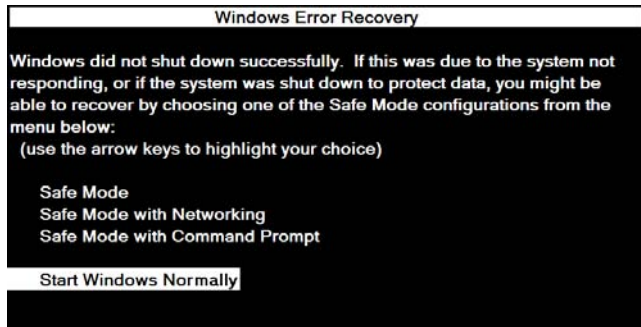 Windows Error Recovery
Windows did not shut down successfully. If this was due to the system not
responding, or if the system was shut down to protect data, you might be
able to recover by choosing one of the Safe Mode configurations from the
menu below:
(use the arrow keys to highlight your choice)
Safe Mode
Safe Mode with Networking
Safe Mode with Command Prompt
Start Windows Normally